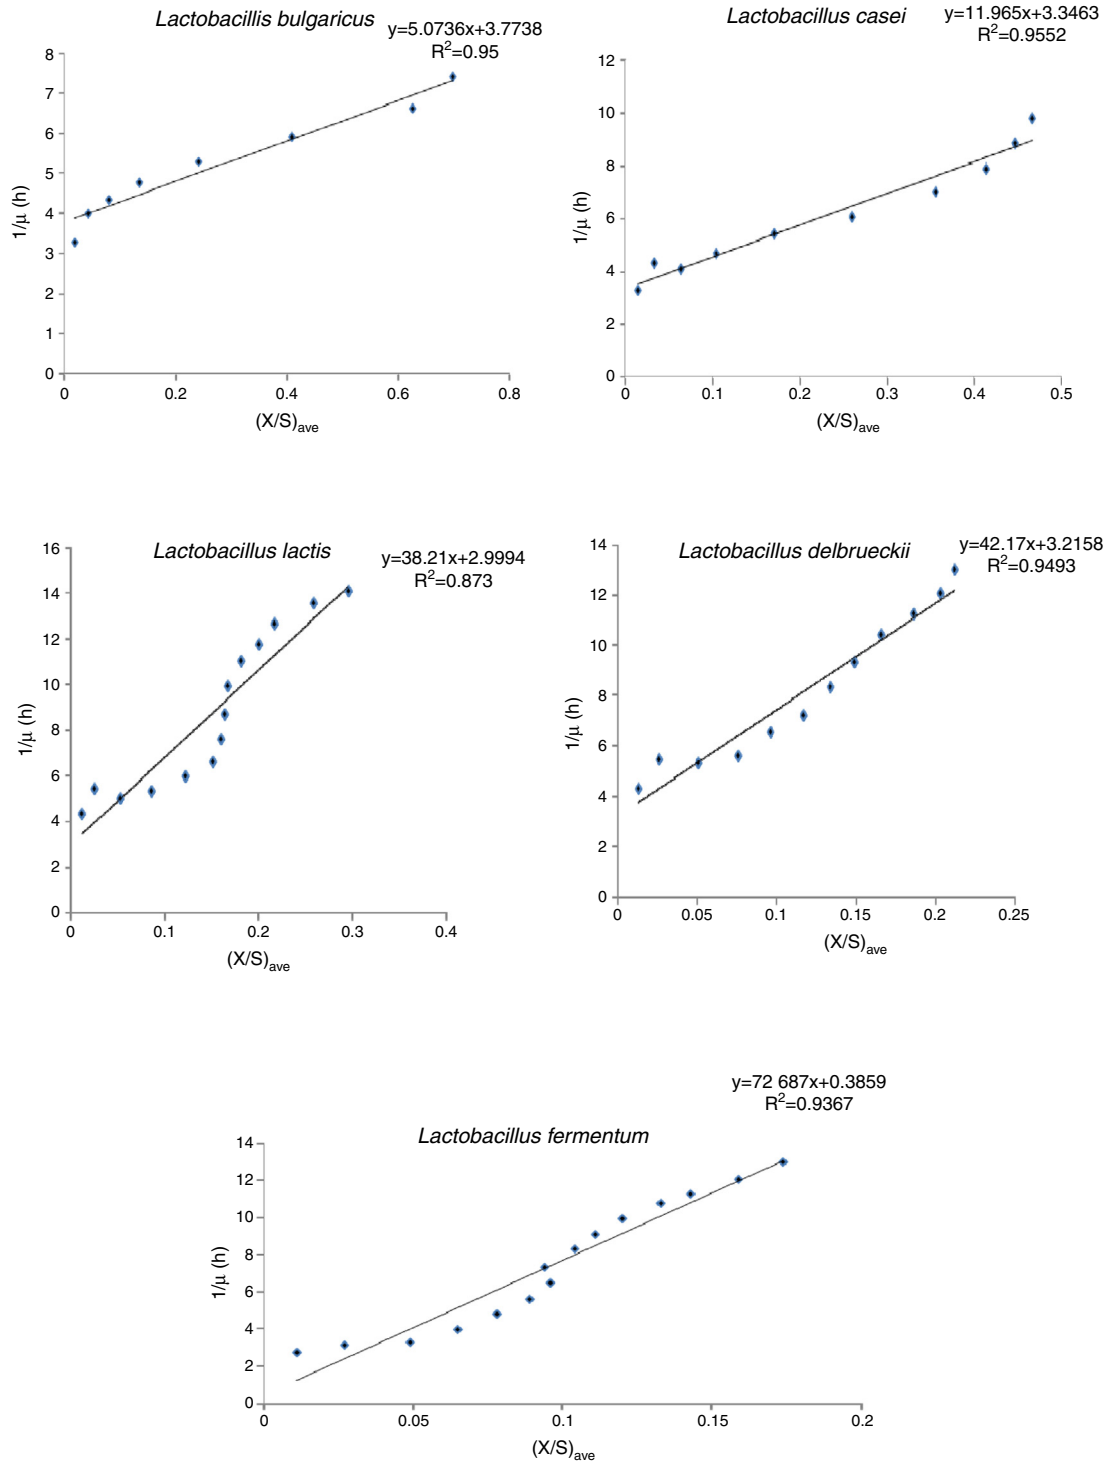 Lactobacillis bulgaricus
y=5.0736x+3.7738
R2=0.95
8
7
6
5
4
3
2
1
0
1/μ (h)
0 0.2 0.4 0.6 0.8
(X/S)ave
Lactobacillus casei
y=11.965x+3.3463
R2=0.9552
12
10
8
6
4
2
0
1/μ (h)
0 0.1 0.2 0.3 0.4 0.5
(X/S)ave
Lactobacillus lactis
y=38.21x+2.9994
R2=0.873
16
14
12
10
8
6
4
2
0
1/μ (h)
0 0.1 0.2 0.3 0.4
(X/S)ave
Lactobacillus delbrueckii
y=42.17x+3.2158
R2=0.9493
14
12
10
8
6
4
2
0
1/μ (h)
0 0.05 0.1 0.15 0.2 0.25
(X/S)ave
y=72 687x+0.3859
R2=0.9367
Lactobacillus fermentum
14
12
10
8
6
4
2
0
1/μ (h)
0 0.05 0.1 0.15 0.2
(X/S)ave